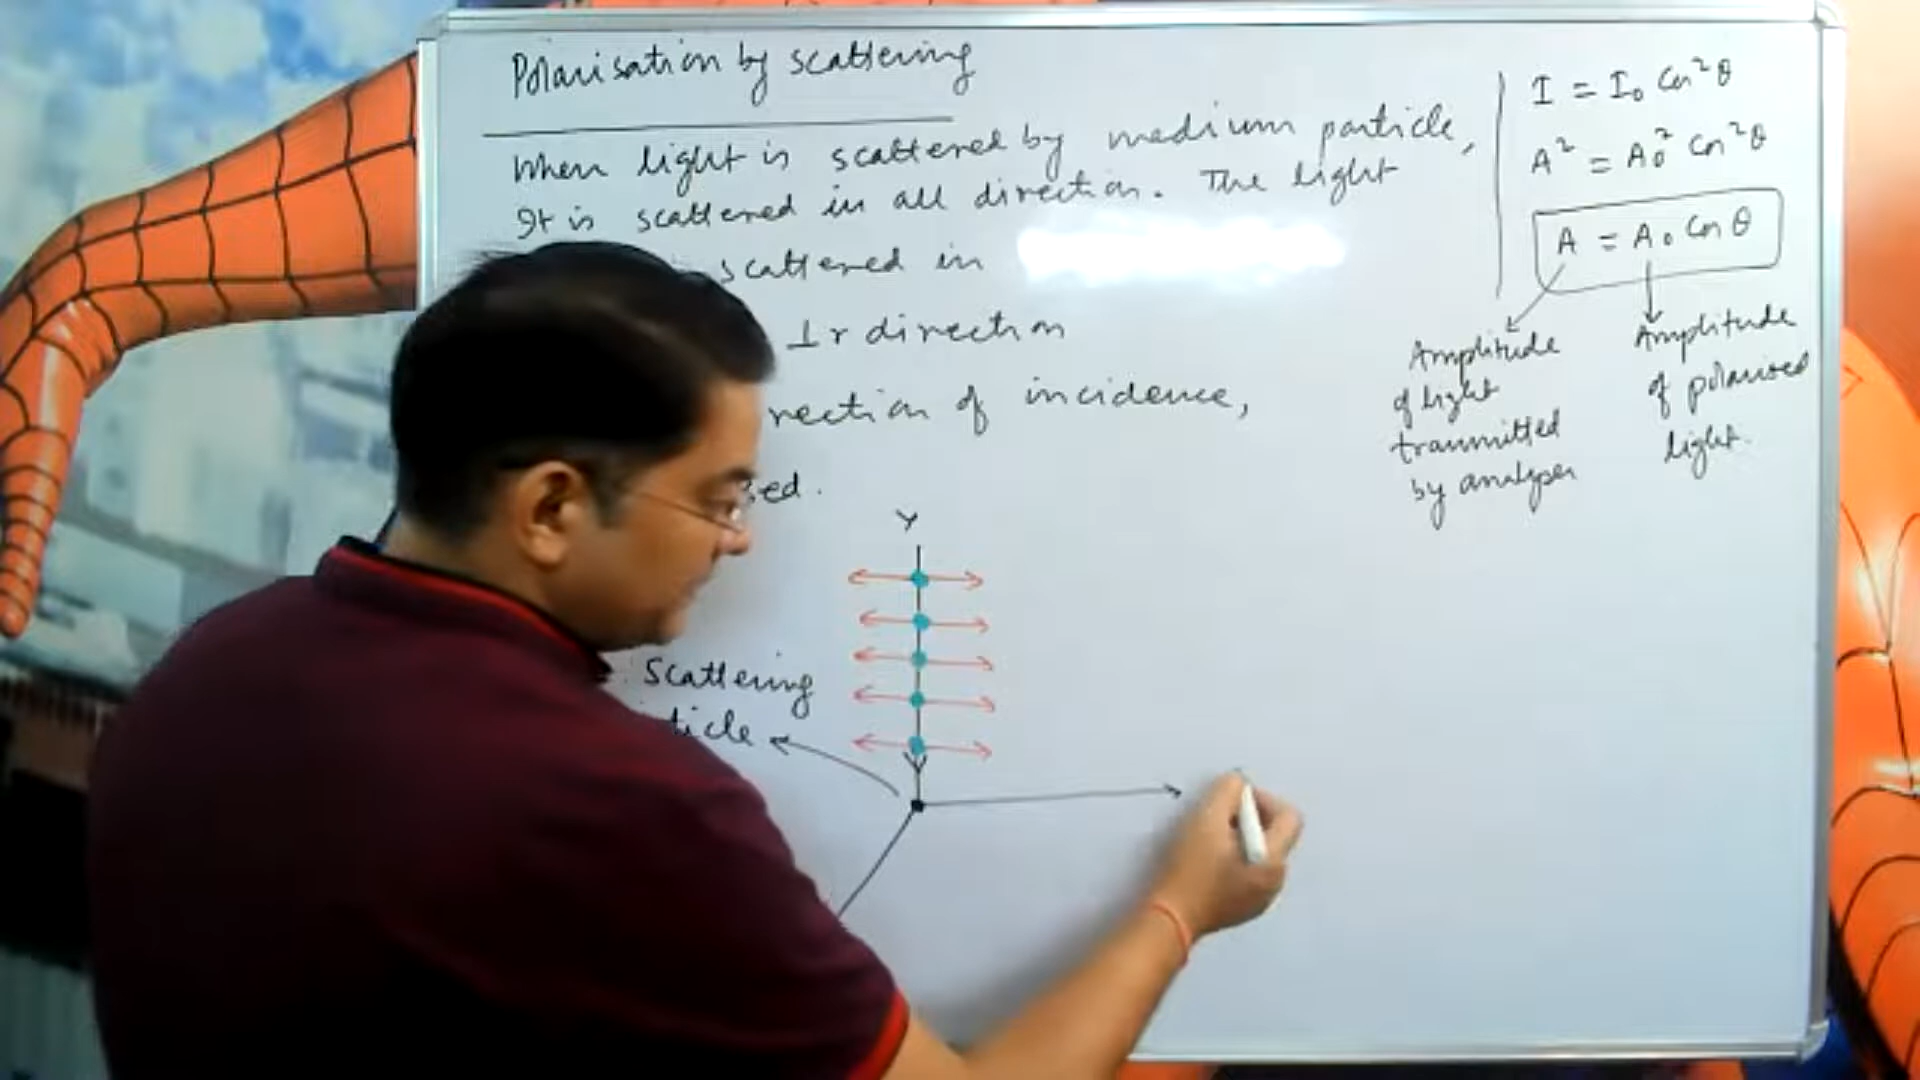 Polarisation by scattering
When light is scattered by medium particle,
It is scattered in all direction. The light
scattered in
⊥r direction
rection of incidence,
sed.
Y
Scattering
ticle
I = I₀ Cos²θ
A² = A₀² Cos²θ
A = A₀ Cosθ
Amplitude
of light
transmitted
by analyser
Amplitude
of polarised
light.